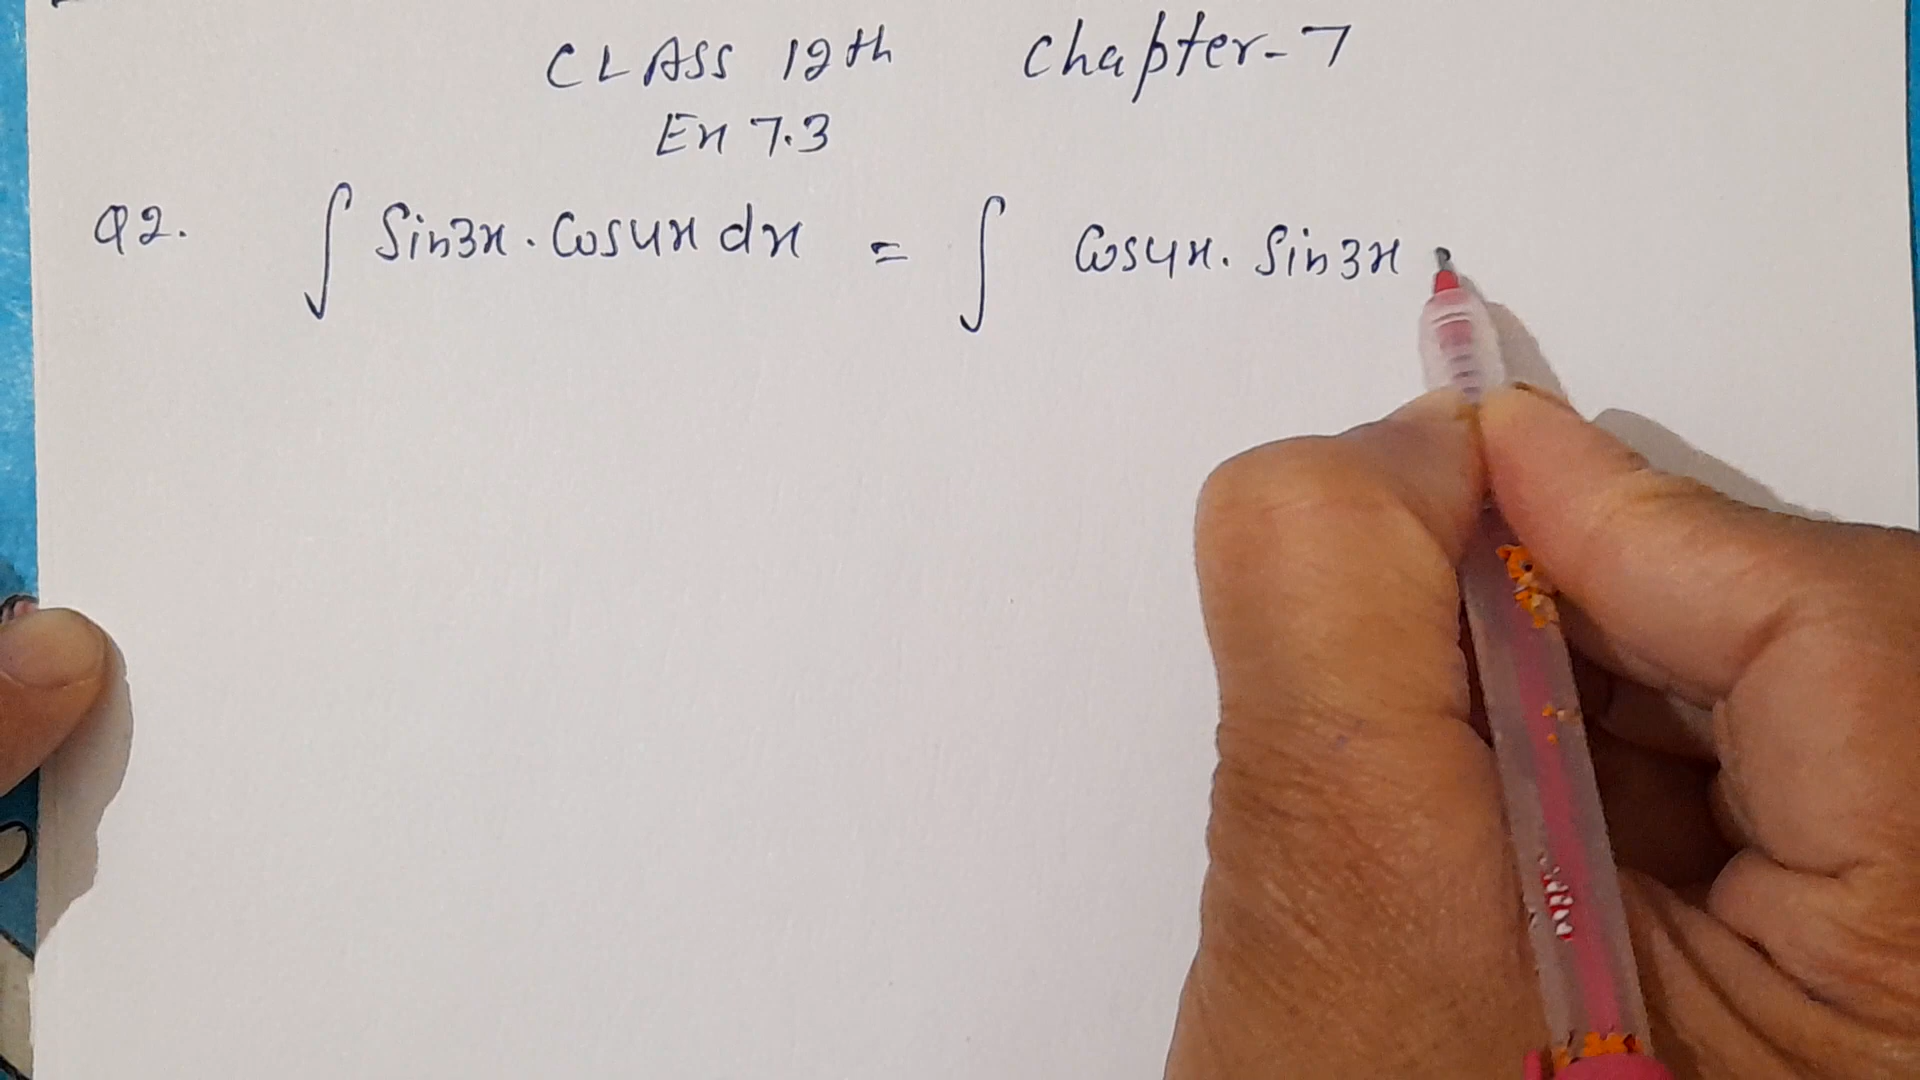 CLASS 12th Chapter-7
Ex 7.3
Q2. ∫ Sin3x . Cos4x dx = ∫ Cos4x . Sin3x